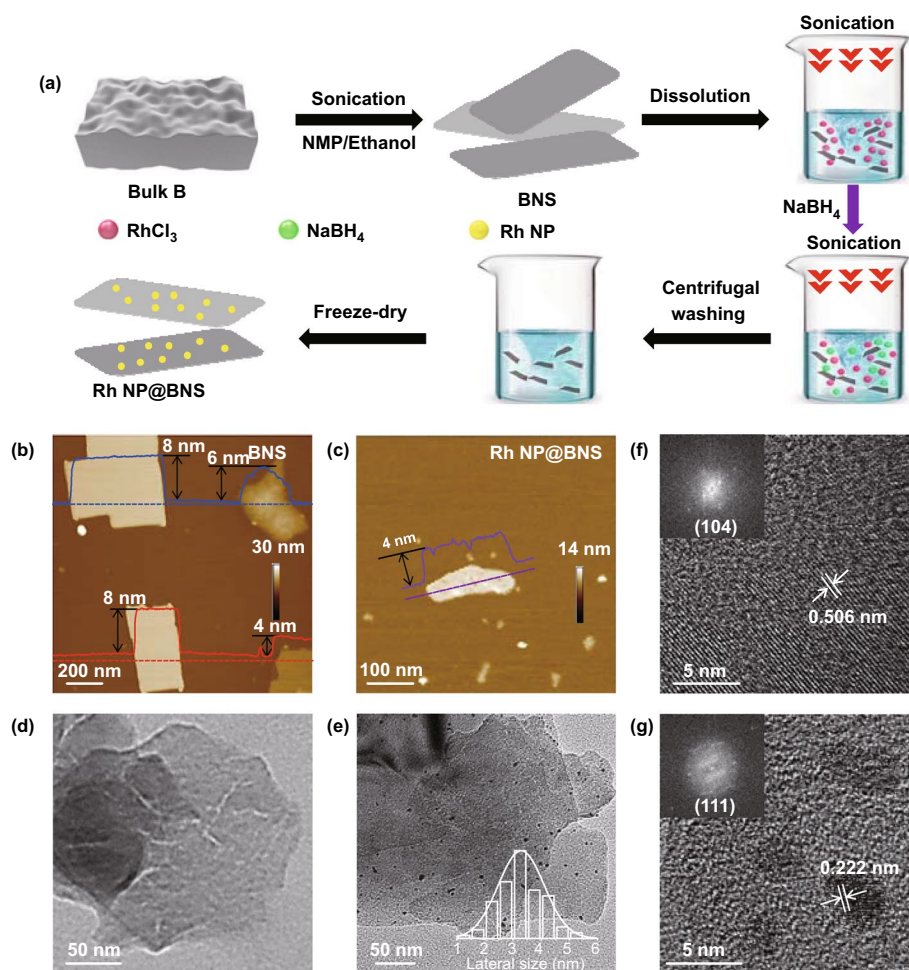 (a)
Bulk B
Sonication
NMP/Ethanol
BNS
Dissolution
Sonication
NaBH₄
Sonication
RhCl₃
NaBH₄
Rh NP
Centrifugal
washing
Freeze-dry
Rh NP@BNS
(b)
8 nm
6 nm
BNS
30 nm
8 nm
4 nm
200 nm
(c)
Rh NP@BNS
4 nm
14 nm
100 nm
(f)
(104)
0.506 nm
5 nm
(d)
50 nm
(e)
50 nm
1 2 3 4 5 6
Lateral size (nm)
(g)
(111)
0.222 nm
5 nm